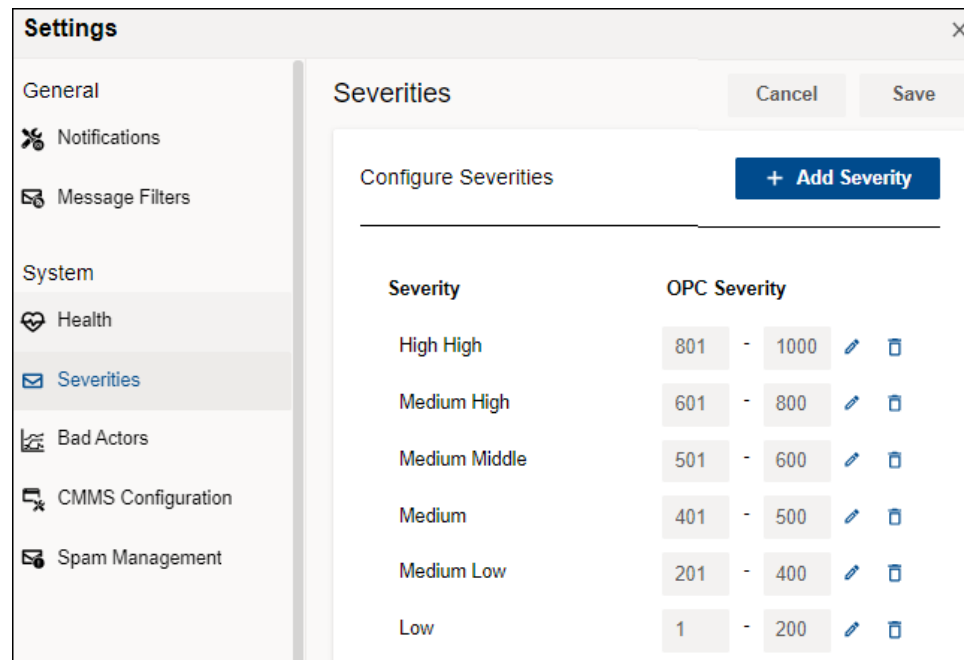 Settings
General
Notifications
Message Filters
System
Health
Severities
Bad Actors
CMMS Configuration
Spam Management
Severities
Cancel
Save
Configure Severities
+ Add Severity
Severity OPC Severity
High High 801 - 1000
Medium High 601 - 800
Medium Middle 501 - 600
Medium 401 - 500
Medium Low 201 - 400
Low 1 - 200